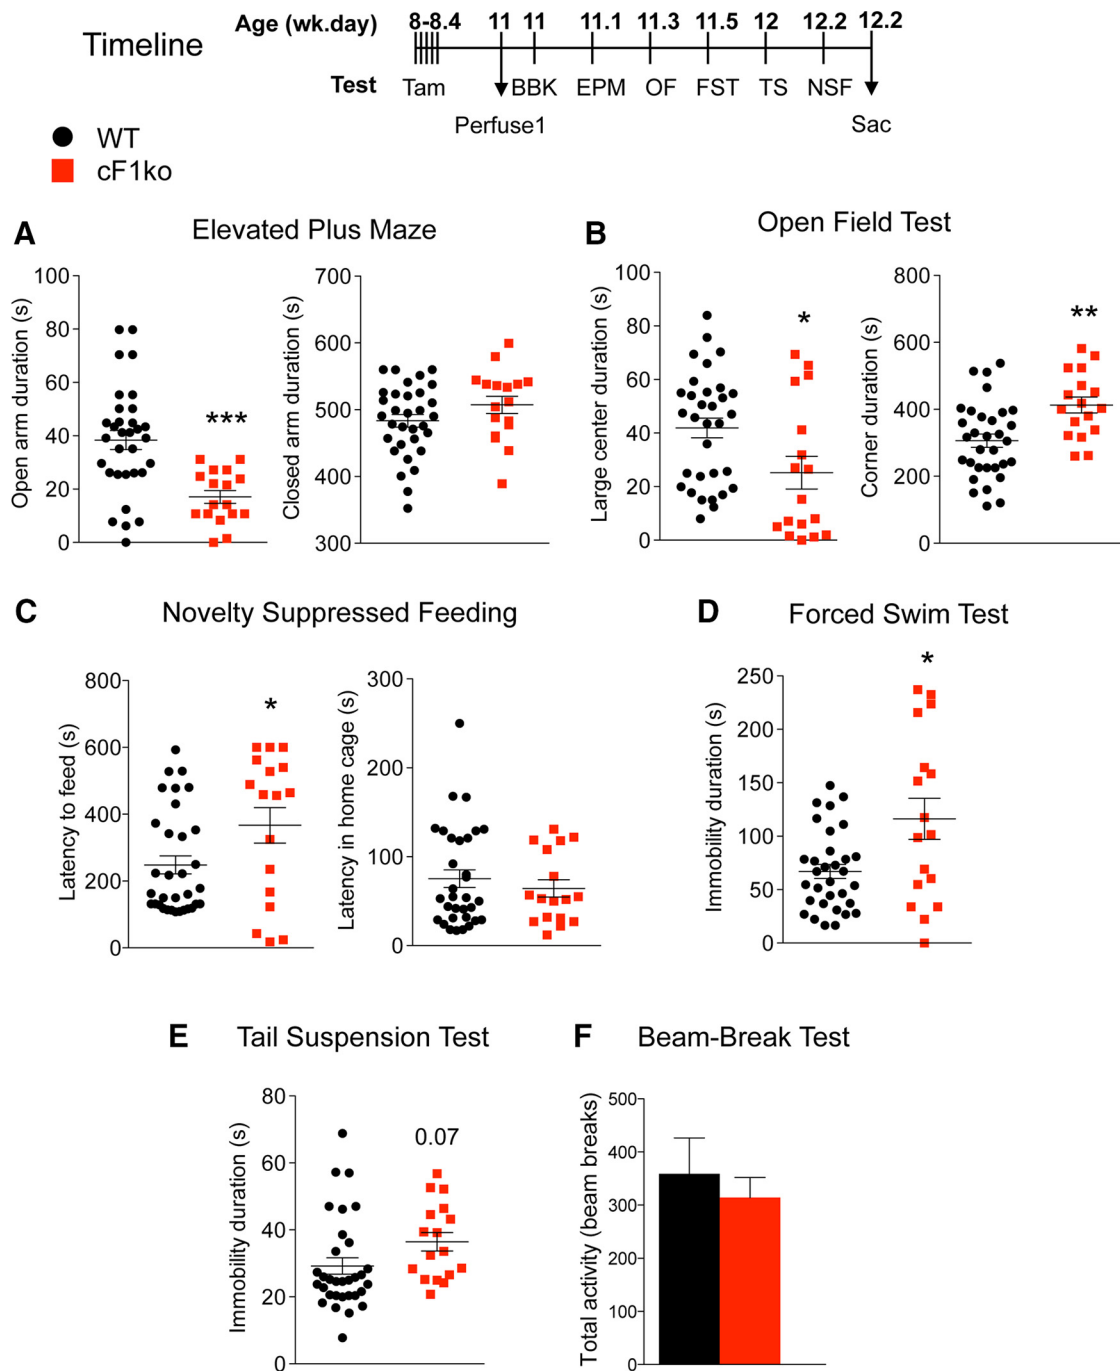 Timeline
Age (wk.day) 8-8.4 11 11 11.1 11.3 11.5 12 12.2 12.2
Test Tam BBK EPM OF FST TS NSF
Perfuse1 Sac
WT
cF1ko
A Elevated Plus Maze
Open arm duration (s)
100
80
60
40
20
0
***
Closed arm duration (s)
700
600
500
400
300
B Open Field Test
Large center duration (s)
100
80
60
40
20
0
*
Corner duration (s)
800
600
400
200
0
**
C Novelty Suppressed Feeding
Latency to feed (s)
800
600
400
200
0
*
Latency in home cage (s)
300
200
100
0
D Forced Swim Test
Immobility duration (s)
250
200
150
100
50
0
*
E Tail Suspension Test
Immobility duration (s)
80
60
40
20
0
0.07
F Beam-Break Test
Total activity (beam breaks)
500
400
300
200
100
0